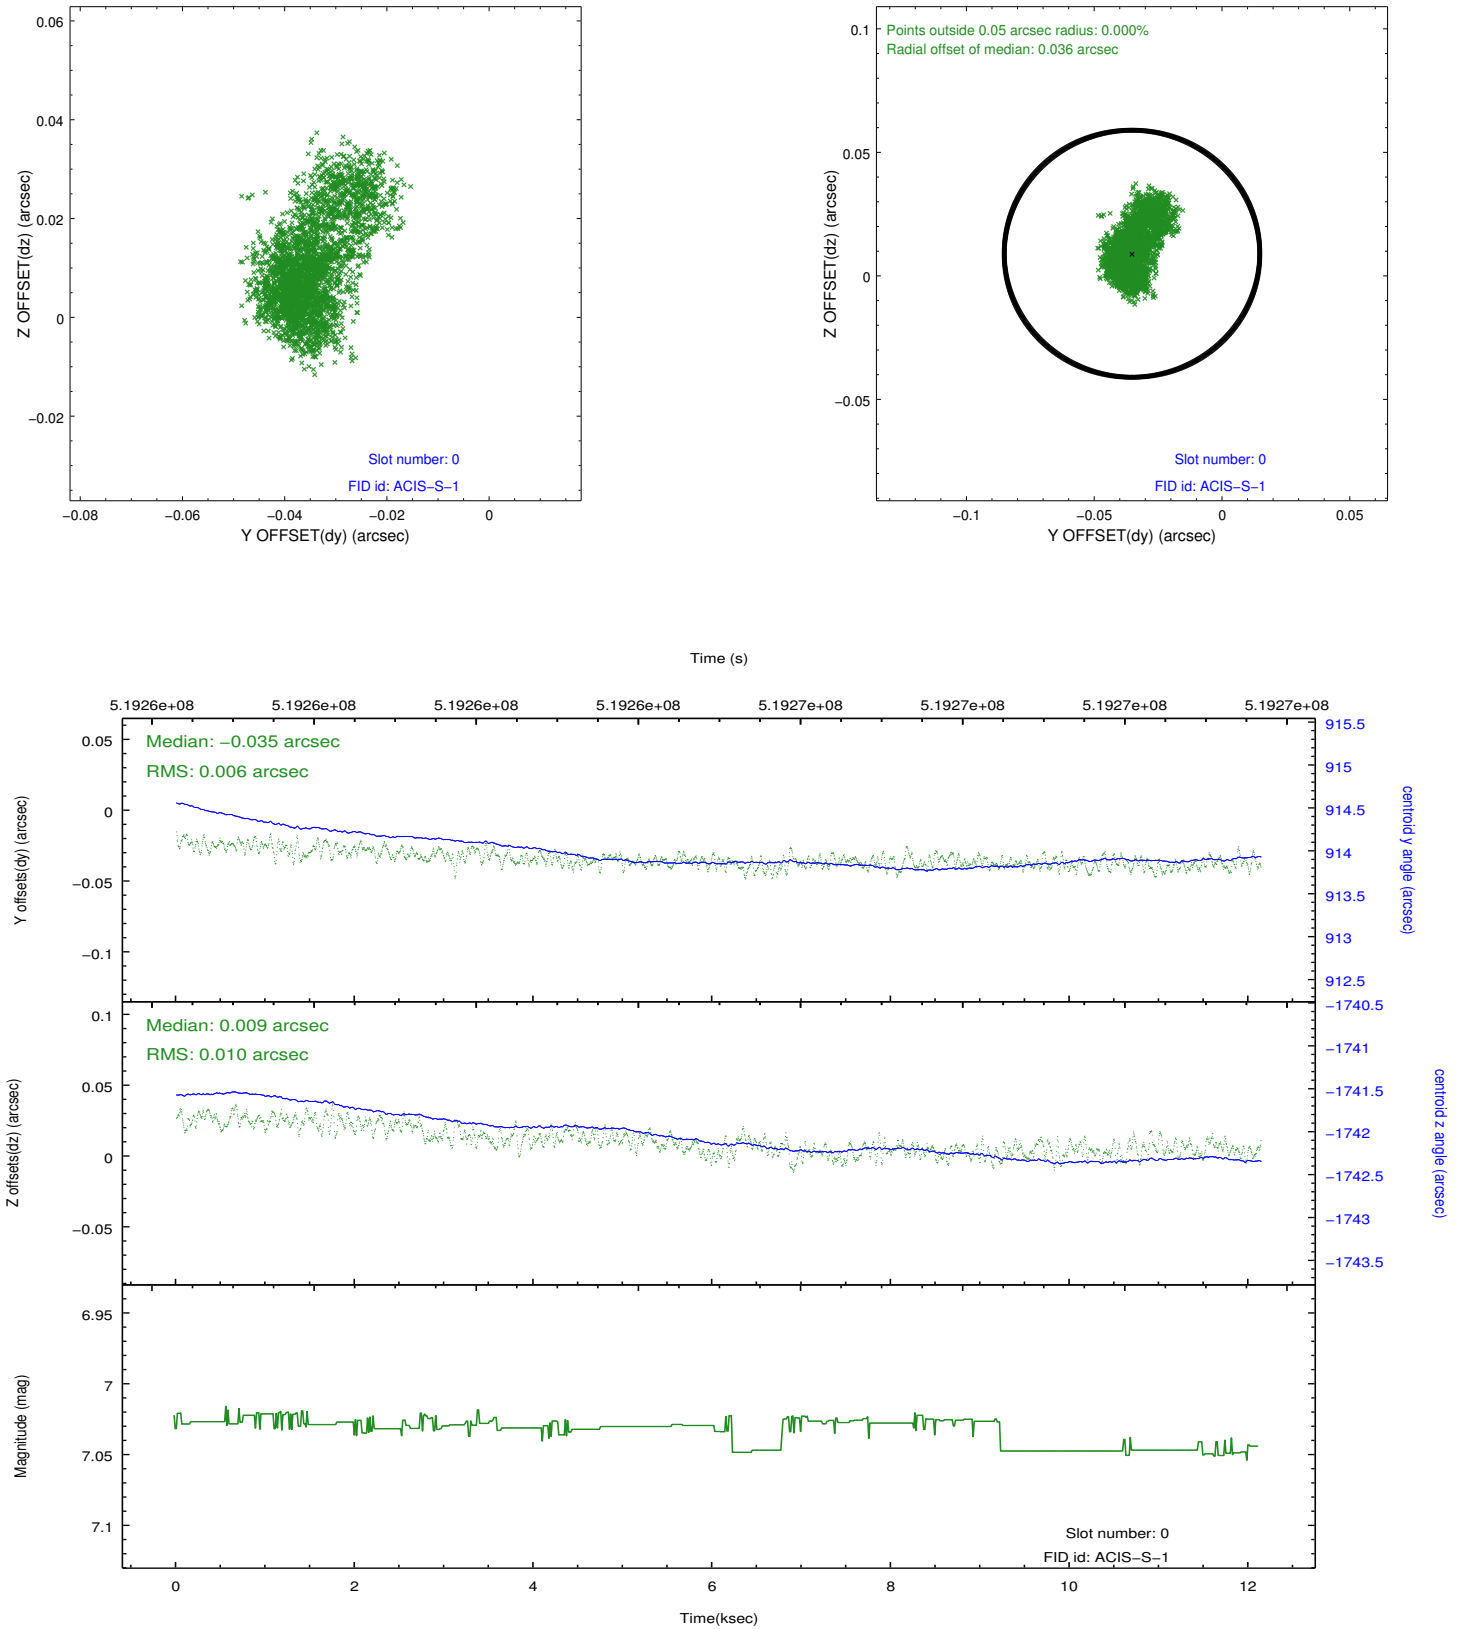 0.06
0.04
0.02
0
−0.02
Z OFFSET(dz) (arcsec)
Slot number: 0
FID id: ACIS−S−1
−0.08 −0.06 −0.04 −0.02 0
Y OFFSET(dy) (arcsec)
Points outside 0.05 arcsec radius: 0.000%
Radial offset of median: 0.036 arcsec
0.1
0.05
0
−0.05
Z OFFSET(dz) (arcsec)
Slot number: 0
FID id: ACIS−S−1
−0.1 −0.05 0 0.05
Y OFFSET(dy) (arcsec)
Time (s)
5.1926e+08 5.1926e+08 5.1926e+08 5.1926e+08 5.1927e+08 5.1927e+08 5.1927e+08 5.1927e+08
Median: −0.035 arcsec
RMS: 0.006 arcsec
0.05
0
−0.05
−0.1
Y offsets(dy) (arcsec)
915.5
915
914.5
914
913.5
913
912.5
centroid y angle (arcsec)
Median: 0.009 arcsec
RMS: 0.010 arcsec
0.1
0.05
0
−0.05
Z offsets(dz) (arcsec)
−1740.5
−1741
−1741.5
−1742
−1742.5
−1743
−1743.5
centroid z angle (arcsec)
6.95
7
7.05
7.1
Magnitude (mag)
Slot number: 0
FID id: ACIS−S−1
0 2 4 6 8 10 12
Time(ksec)